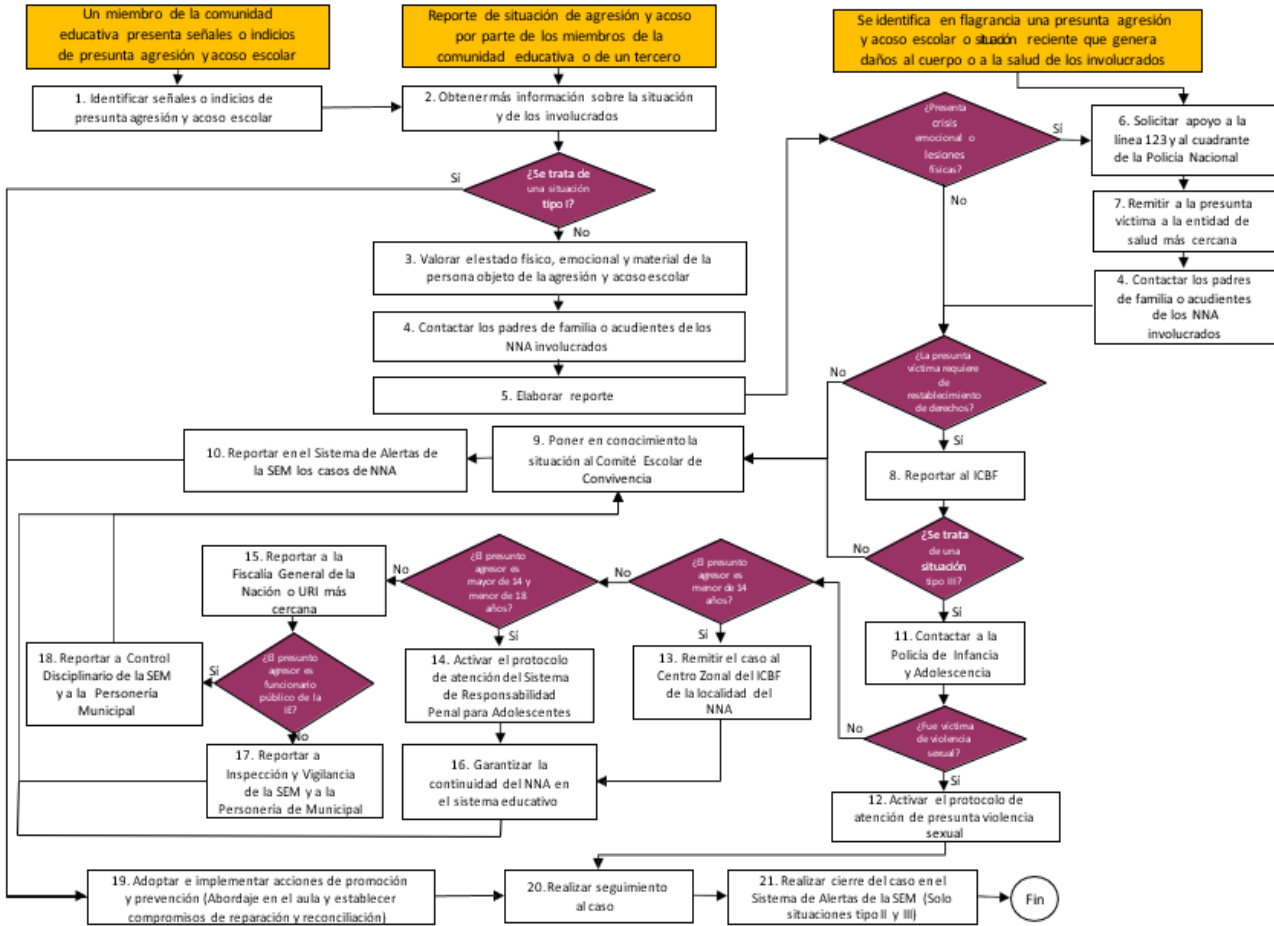 Un miembro de la comunidad
educativa presenta señales o indicios
de presunta agresión y acoso escolar
Reporte de situación de agresión y acoso
por parte de los miembros de la
comunidad educativa o de un tercero
Se identifica en flagrancia una presunta agresión
y acoso escolar o situación reciente que genera
daños al cuerpo o a la salud de los involucrados
1. Identificar señales o indicios de
presunta agresión y acoso escolar
2. Obtener más información sobre la situación
y de los involucrados
¿Presenta
crisis
emocional o
lesiones
físicas?
Sí
No
6. Solicitar apoyo a la
línea 123 y al cuadrante
de la Policía Nacional
¿Se trata de
una situación
tipo I?
Sí
No
7. Remitir a la presunta
víctima a la entidad de
salud más cercana
3. Valorar el estado físico, emocional y material de la
persona objeto de la agresión y acoso escolar
4. Contactar los padres
de familia o acudientes
de los NNA
involucrados
4. Contactar los padres de familia o acudientes de los
NNA involucrados
5. Elaborar reporte
¿La presunta
víctima requiere
de
restablecimiento
de derechos?
No
Sí
10. Reportar en el Sistema de Alertas de
la SEM los casos de NNA
9. Poner en conocimiento la
situación al Comité Escolar de
Convivencia
8. Reportar al ICBF
¿Se trata
de una
situación
tipo III?
No
Sí
15. Reportar a la
Fiscalía General de la
Nación o URI más
cercana
No
¿El presunto
agresor es
mayor de 14 y
menor de 18
años?
Sí
No
¿El presunto
agresor es
menor de 14
años?
Sí
11. Contactar a la
Policía de Infancia
y Adolescencia
18. Reportar a Control
Disciplinario de la SEM
y a la Personería
Municipal
Sí
¿El presunto
agresor es
funcionario
público de la
IE?
No
14. Activar el protocolo
de atención del Sistema
de Responsabilidad
Penal para Adolescentes
13. Remitir el caso al
Centro Zonal del ICBF
de la localidad del
NNA
¿Fue víctima
de violencia
sexual?
No
Sí
17. Reportar a
Inspección y Vigilancia
de la SEM y a la
Personería de Municipal
16. Garantizar la
continuidad del NNA en
el sistema educativo
12. Activar el protocolo de
atención de presunta violencia
sexual
19. Adoptar e implementar acciones de promoción
y prevención (Abordaje en el aula y establecer
compromisos de reparación y reconciliación)
20. Realizar seguimiento
al caso
21. Realizar cierre del caso en el
Sistema de Alertas de la SEM (Solo
situaciones tipo II y III)
Fin